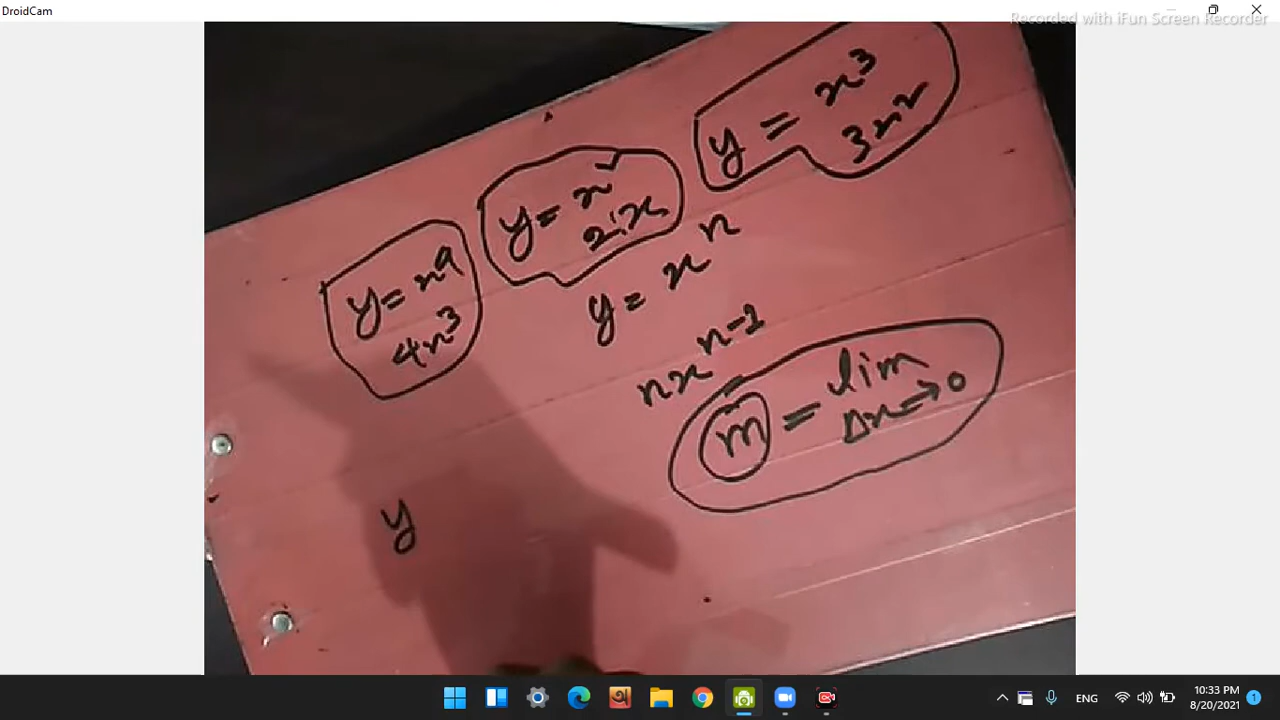 DroidCam
Recorded with iFun Screen Recorder
y = x³
3x²
y = x²
2x
y = x⁴
4x³
y = xⁿ
nxⁿ⁻¹
m = lim
Δx→0
y
অ
ENG
10:33 PM
8/20/2021
1